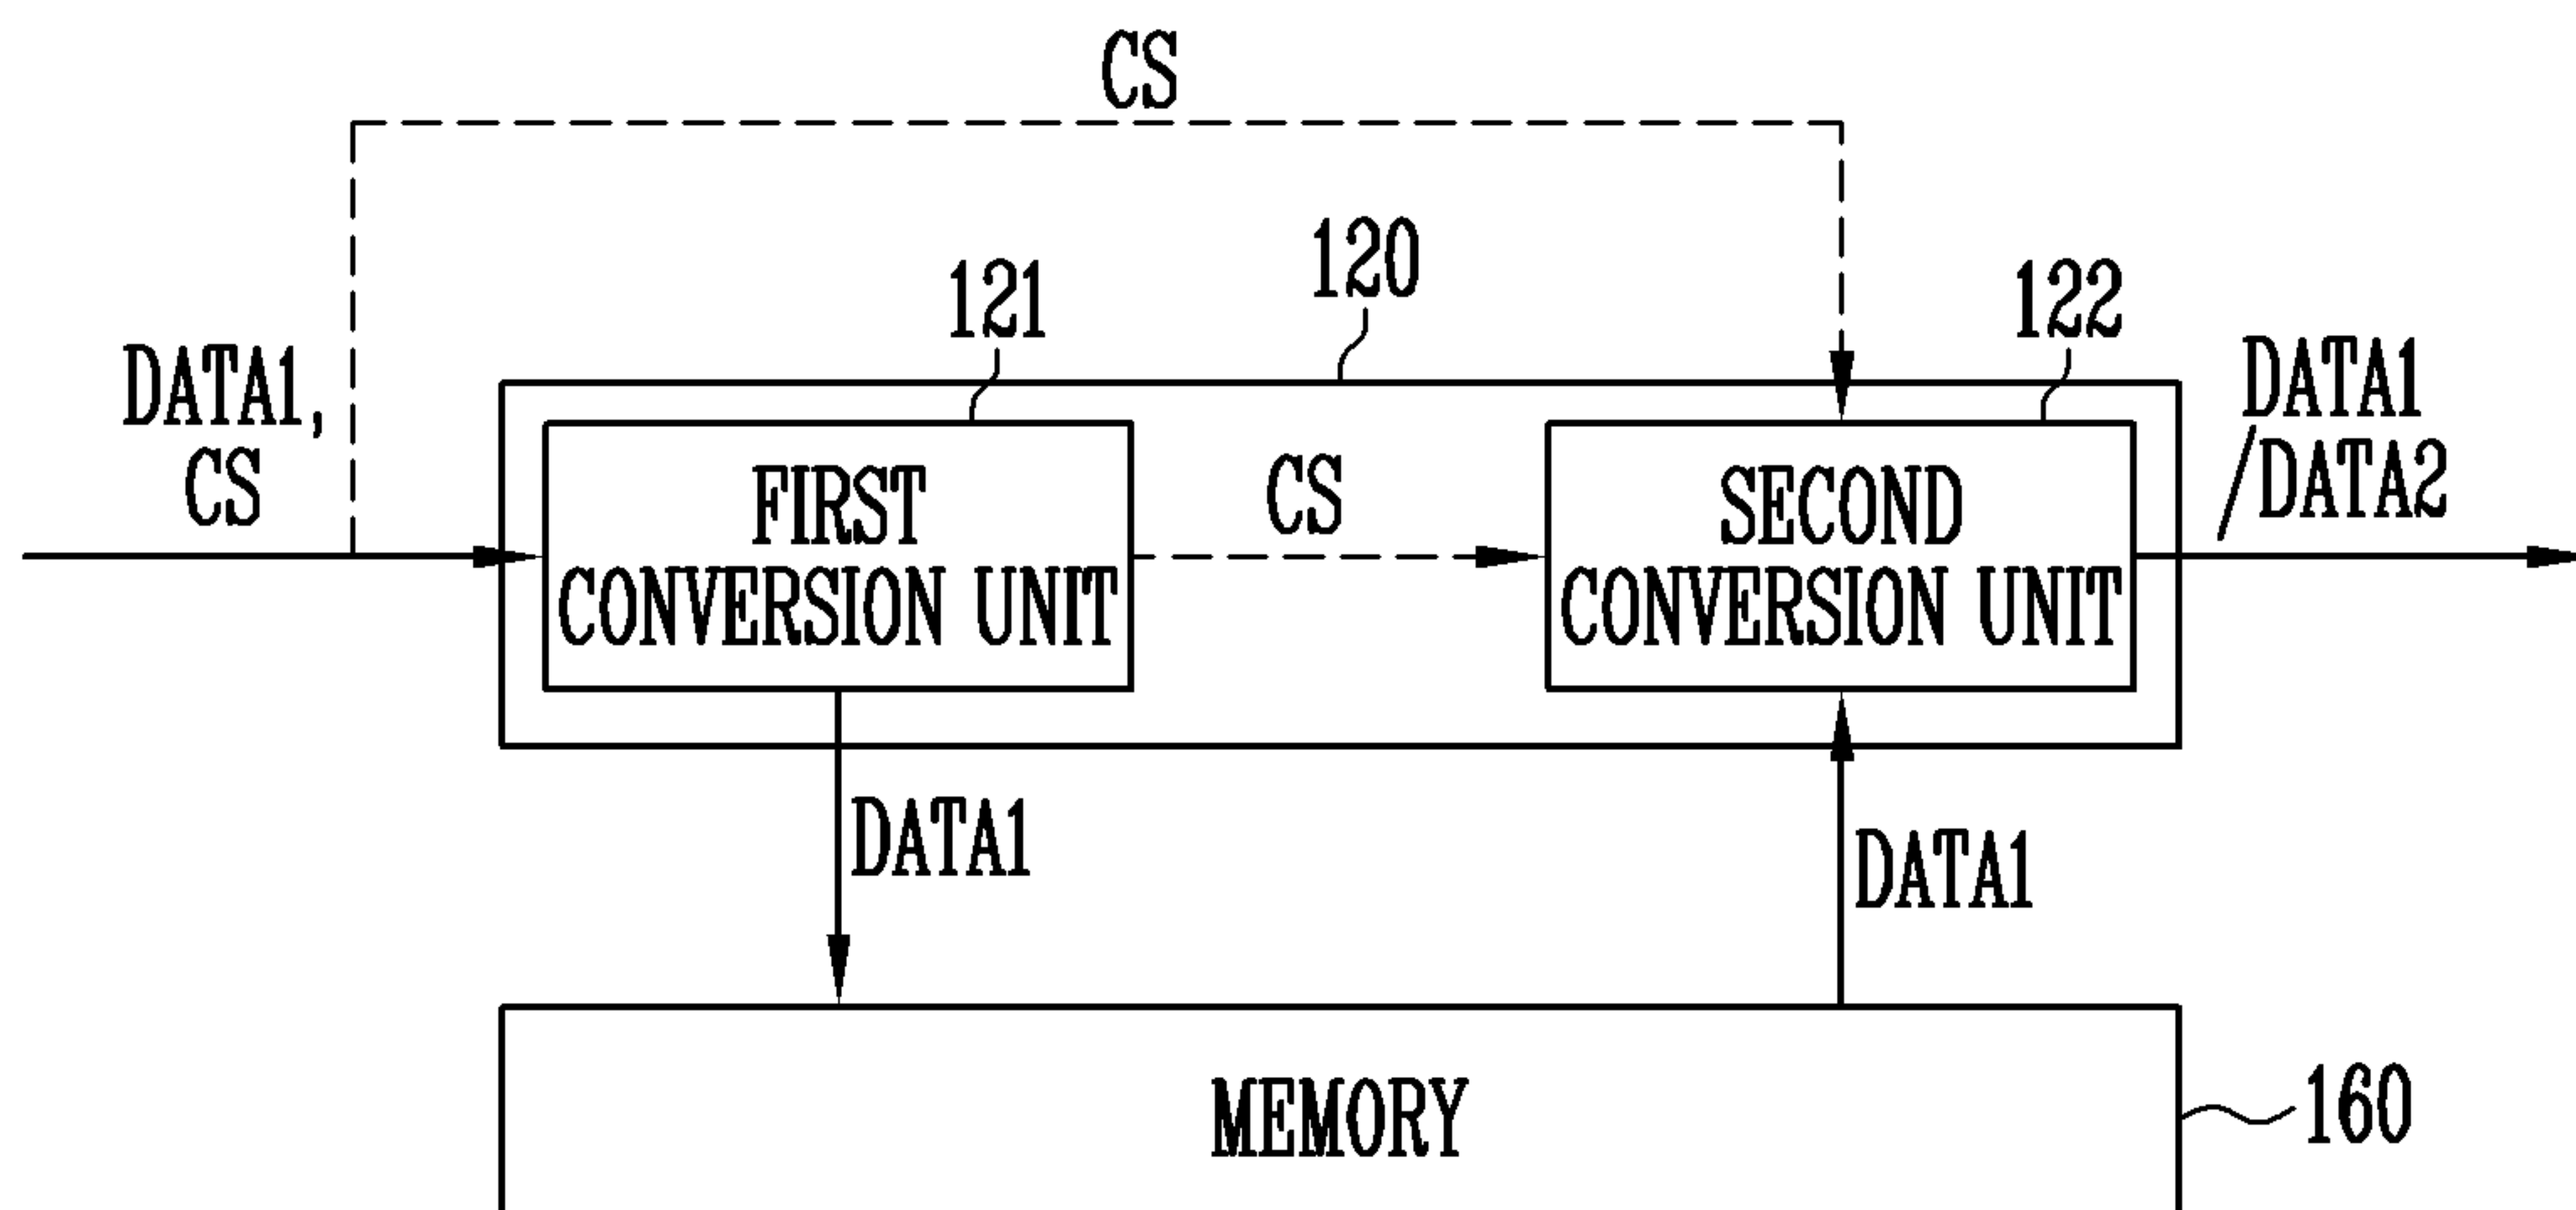 CS
120
121
122
DATA1,
CS
DATA1
DATA2
FIRST
CONVERSION UNIT
CS
SECOND
CONVERSION UNIT
DATA1
DATA1
MEMORY
160